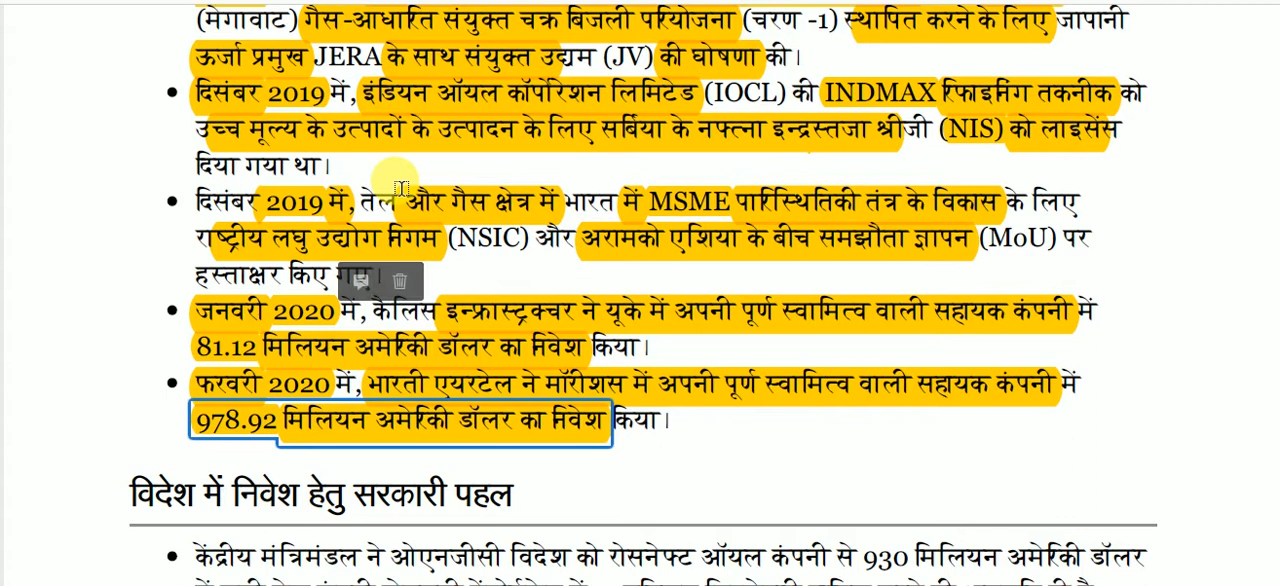 (मेगावाट) गैस-आधारित संयुक्त चक्र बिजली परियोजना (चरण -1) स्थापित करने के लिए जापानी
ऊर्जा प्रमुख JERA के साथ संयुक्त उद्यम (JV) की घोषणा की।
दिसंबर 2019 में, इंडियन ऑयल कॉर्पोरेशन लिमिटेड (IOCL) की INDMAX रिफाइनिंग तकनीक को
उच्च मूल्य के उत्पादों के उत्पादन के लिए सर्बिया के नफ्त्ना इन्द्रस्तजा श्रीजी (NIS) को लाइसेंस
दिया गया था।
दिसंबर 2019 में, तेल और गैस क्षेत्र में भारत में MSME पारिस्थितिकी तंत्र के विकास के लिए
राष्ट्रीय लघु उद्योग निगम (NSIC) और अरामको एशिया के बीच समझौता ज्ञापन (MoU) पर
हस्ताक्षर किए गए।
जनवरी 2020 में, कैलिस इन्फ्रास्ट्रक्चर ने यूके में अपनी पूर्ण स्वामित्व वाली सहायक कंपनी में
81.12 मिलियन अमेरिकी डॉलर का निवेश किया।
फरवरी 2020 में, भारती एयरटेल ने मॉरीशस में अपनी पूर्ण स्वामित्व वाली सहायक कंपनी में
978.92 मिलियन अमेरिकी डॉलर का निवेश किया।
विदेश में निवेश हेतु सरकारी पहल
केंद्रीय मंत्रिमंडल ने ओएनजीसी विदेश को रोसनेफ्ट ऑयल कंपनी से 930 मिलियन अमेरिकी डॉलर